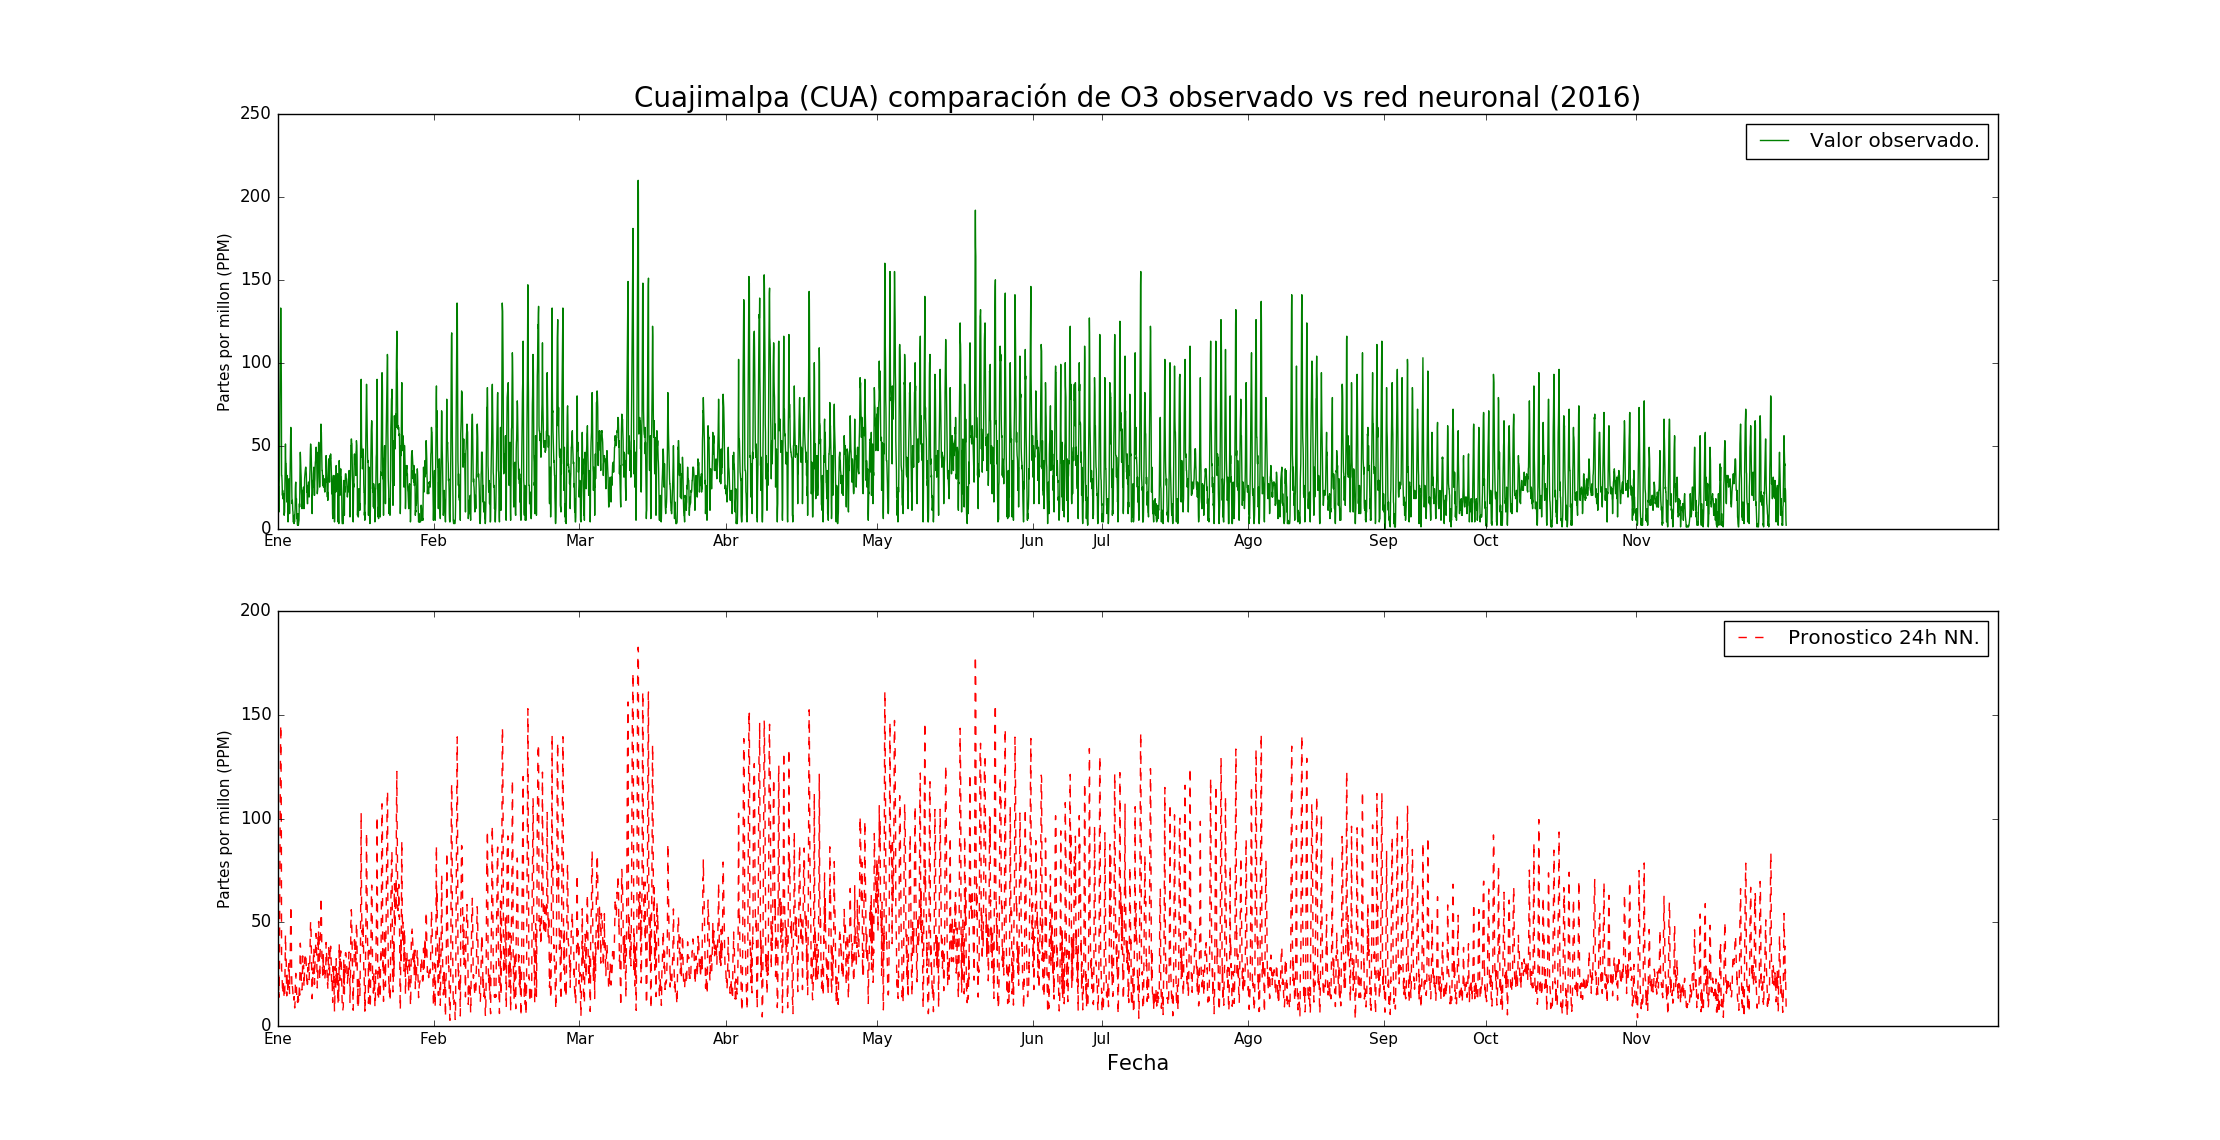 Cuajimalpa (CUA) comparación de O3 observado vs red neuronal (2016)
250
200
150
100
50
0
Partes por millon (PPM)
Valor observado.
Ene Feb Mar Abr May Jun Jul Ago Sep Oct Nov
200
150
100
50
0
Partes por millon (PPM)
Pronostico 24h NN.
Ene Feb Mar Abr May Jun Jul Ago Sep Oct Nov
Fecha